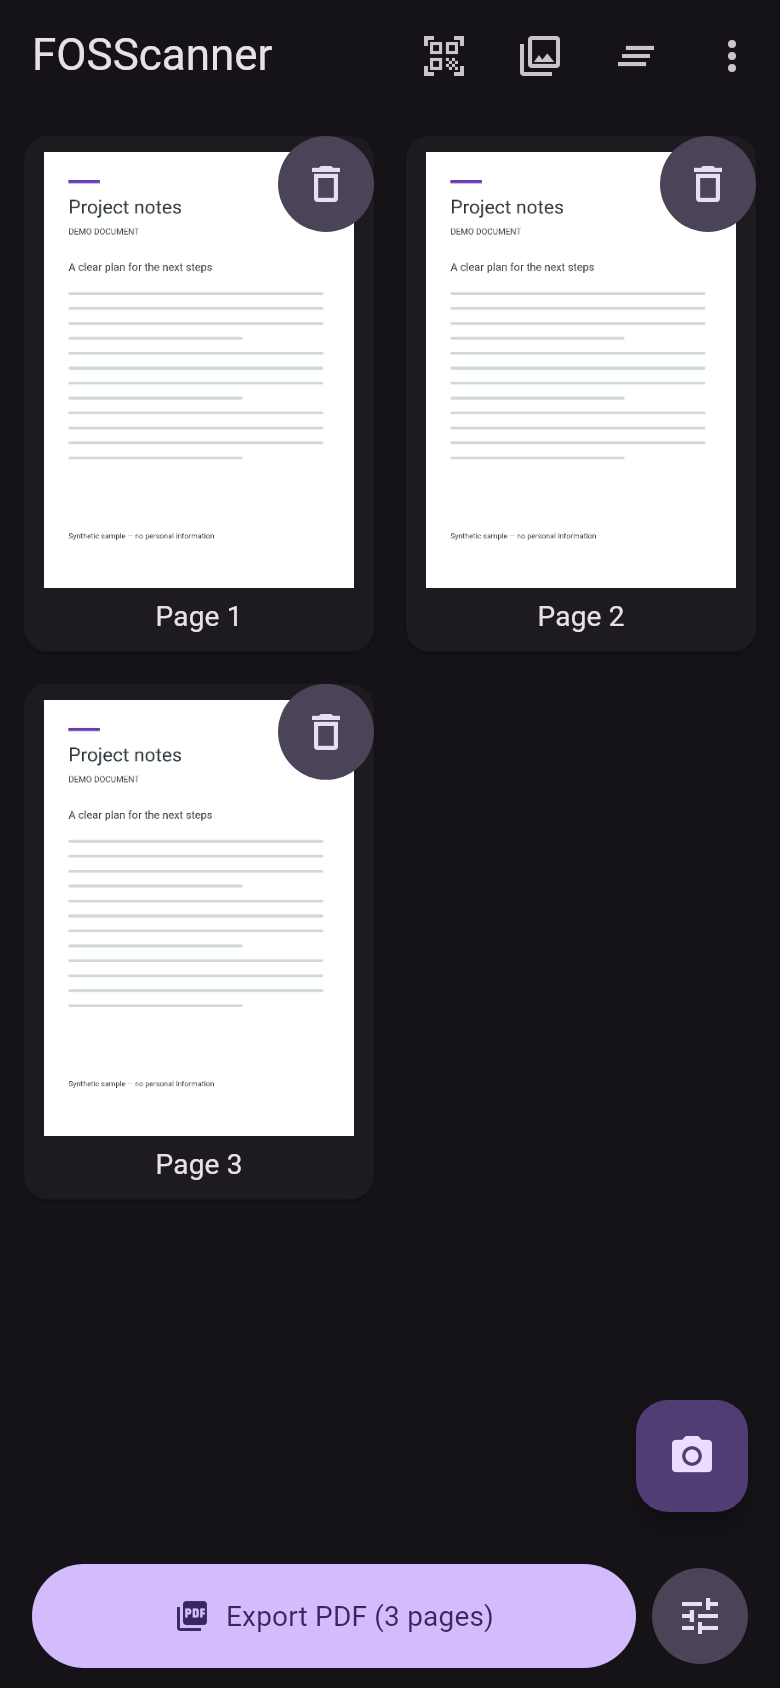 FOSScanner
Project notes
DEMO DOCUMENT
A clear plan for the next steps
Synthetic sample — no personal information
Page 1
Project notes
DEMO DOCUMENT
A clear plan for the next steps
Synthetic sample — no personal information
Page 2
Project notes
DEMO DOCUMENT
A clear plan for the next steps
Synthetic sample — no personal information
Page 3
PDF Export PDF (3 pages)